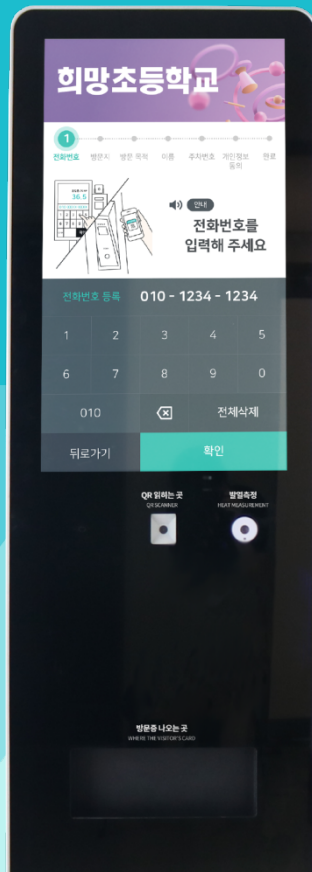 희망초등학교
1
전화번호 방문지 방문 목적 이름 주차번호 개인정보 동의 완료
36.5
안내
전화번호를
입력해 주세요
전화번호 등록 010 - 1234 - 1234
1 2 3 4 5
6 7 8 9 0
010 전체삭제
뒤로가기 확인
QR 읽히는 곳 발열측정
QR SCANNER HEAT MEASUREMENT
방문증 나오는 곳
WHERE THE VISITOR'S CARD